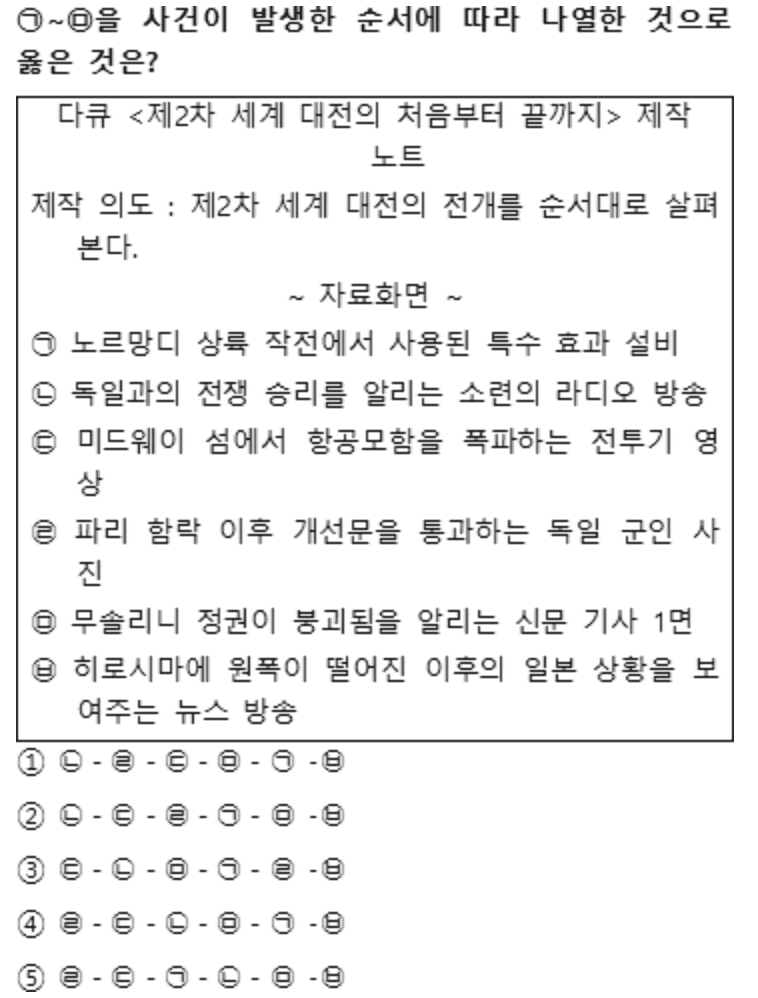 ㉠~㉤을 사건이 발생한 순서에 따라 나열한 것으로
옳은 것은?
다큐 <제2차 세계 대전의 처음부터 끝까지> 제작
노트
제작 의도 : 제2차 세계 대전의 전개를 순서대로 살펴
본다.
~ 자료화면 ~
㉠ 노르망디 상륙 작전에서 사용된 특수 효과 설비
㉡ 독일과의 전쟁 승리를 알리는 소련의 라디오 방송
㉢ 미드웨이 섬에서 항공모함을 폭파하는 전투기 영
상
㉣ 파리 함락 이후 개선문을 통과하는 독일 군인 사
진
㉤ 무솔리니 정권이 붕괴됨을 알리는 신문 기사 1면
㉥ 히로시마에 원폭이 떨어진 이후의 일본 상황을 보
여주는 뉴스 방송
① ㉡ - ㉣ - ㉢ - ㉤ - ㉠ -㉥
② ㉡ - ㉢ - ㉣ - ㉠ - ㉤ -㉥
③ ㉢ - ㉡ - ㉤ - ㉠ - ㉣ -㉥
④ ㉣ - ㉢ - ㉡ - ㉤ - ㉠ -㉥
⑤ ㉣ - ㉢ - ㉠ - ㉡ - ㉤ -㉥